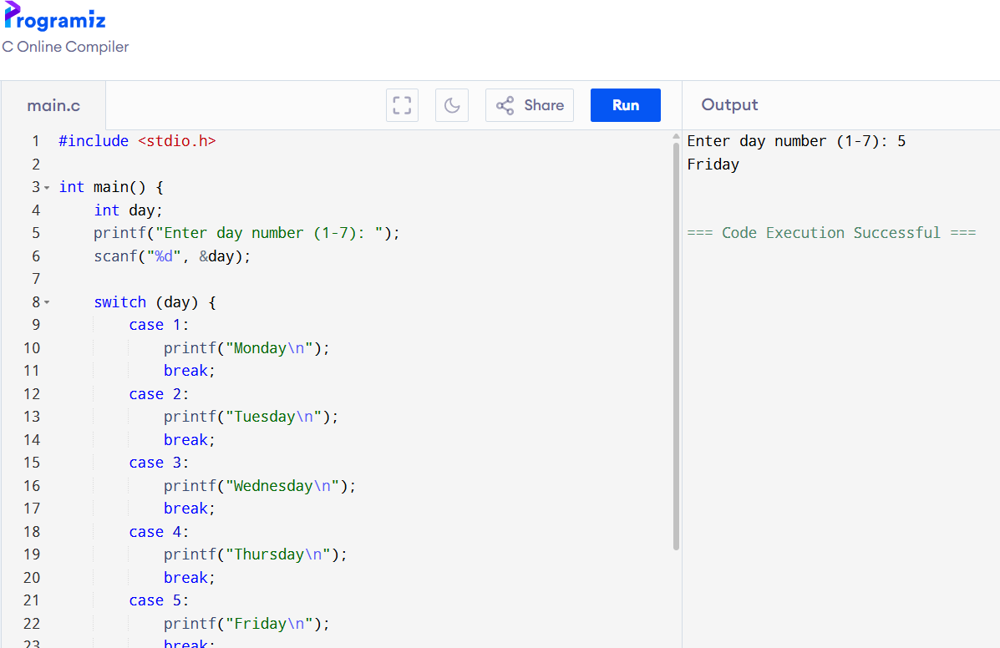 Programiz
C Online Compiler
main.c
Share
Run
Output
1 #include <stdio.h>
2
3 int main() {
4     int day;
5     printf("Enter day number (1-7): ");
6     scanf("%d", &day);
7
8     switch (day) {
9         case 1:
10             printf("Monday\n");
11             break;
12         case 2:
13             printf("Tuesday\n");
14             break;
15         case 3:
16             printf("Wednesday\n");
17             break;
18         case 4:
19             printf("Thursday\n");
20             break;
21         case 5:
22             printf("Friday\n");
23             break;
Enter day number (1-7): 5
Friday
=== Code Execution Successful ===